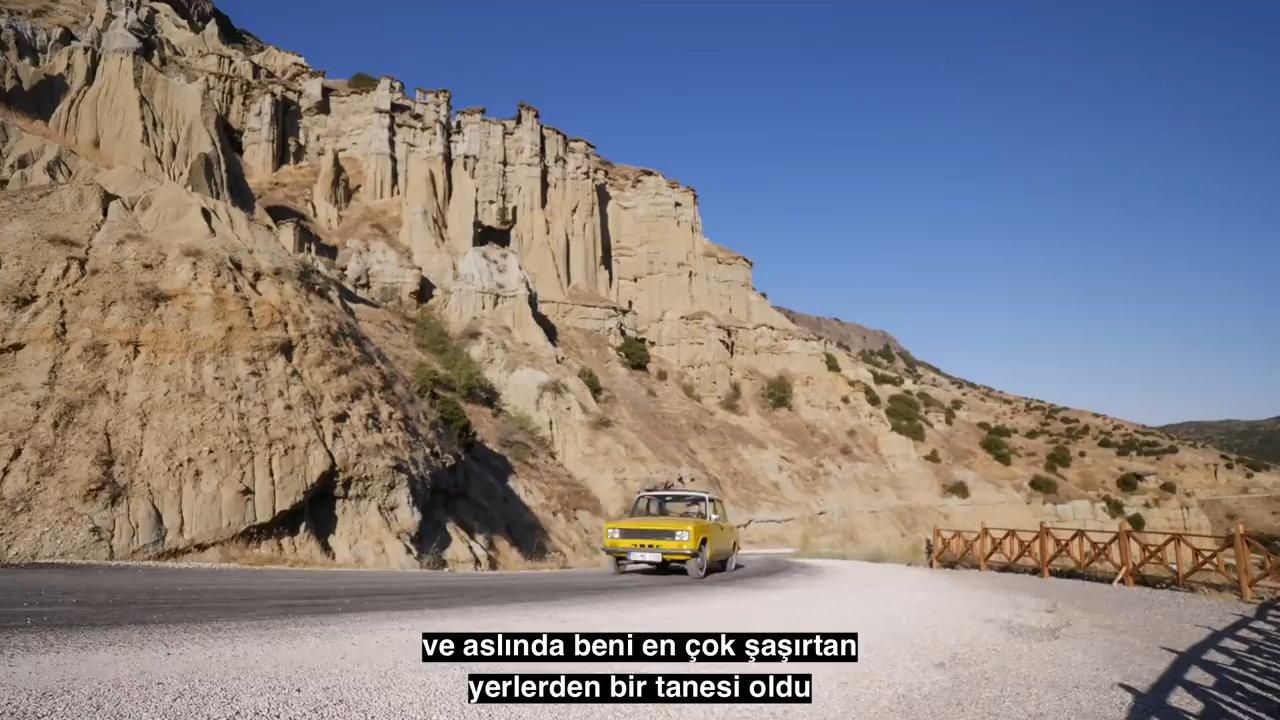 ve aslında beni en çok şaşırtan
yerlerden bir tanesi oldu